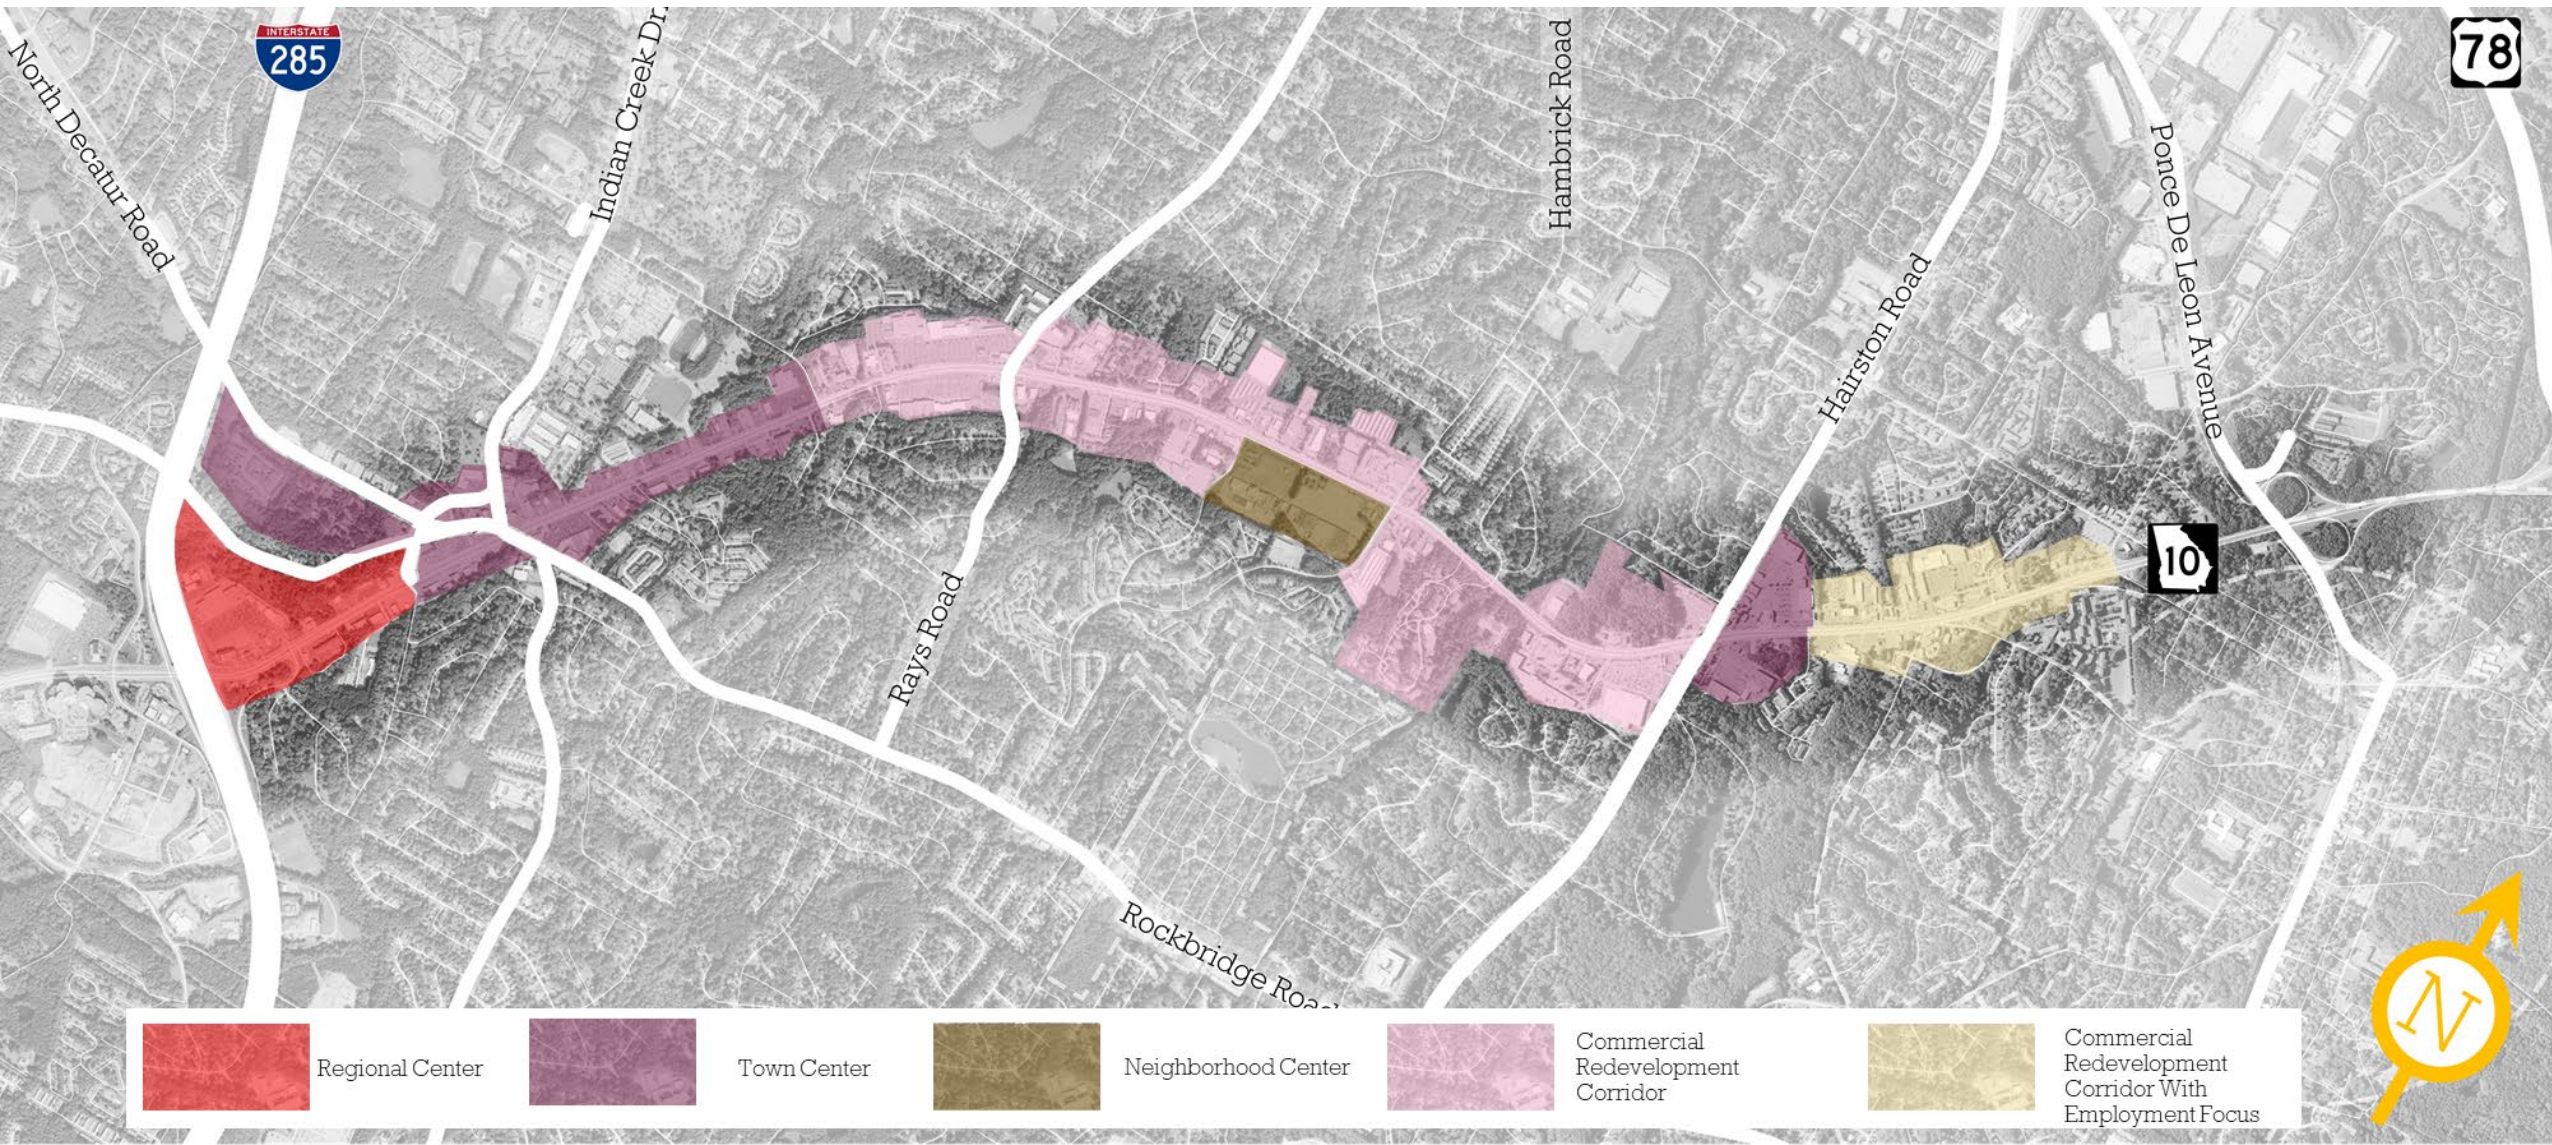 INTERSTATE
285
78
North Decatur Road
Indian Creek Dr.
Hambrick Road
Ponce De Leon Avenue
Hairston Road
10
Rays Road
Rockbridge Road
N
Regional Center
Town Center
Neighborhood Center
Commercial
Redevelopment
Corridor
Commercial
Redevelopment
Corridor With
Employment Focus